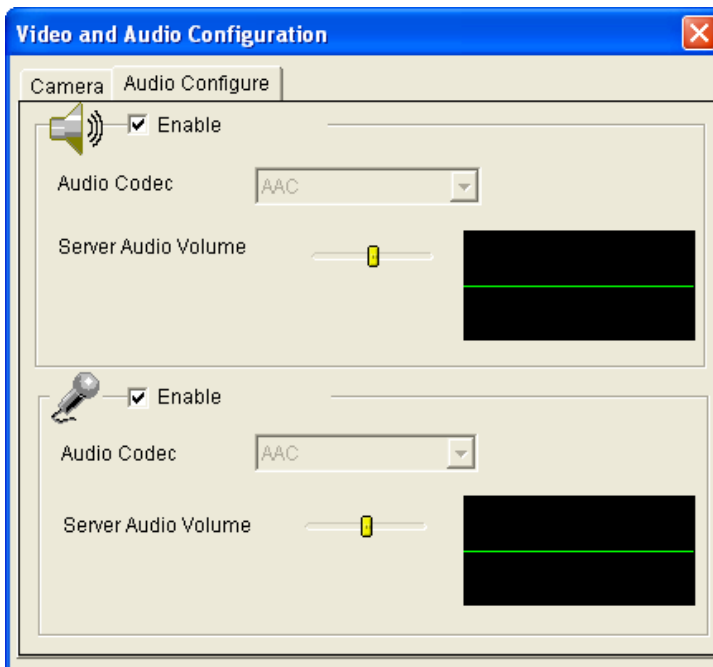 Video and Audio Configuration
Camera Audio Configure
Enable
Audio Codec AAC
Server Audio Volume
Enable
Audio Codec AAC
Server Audio Volume